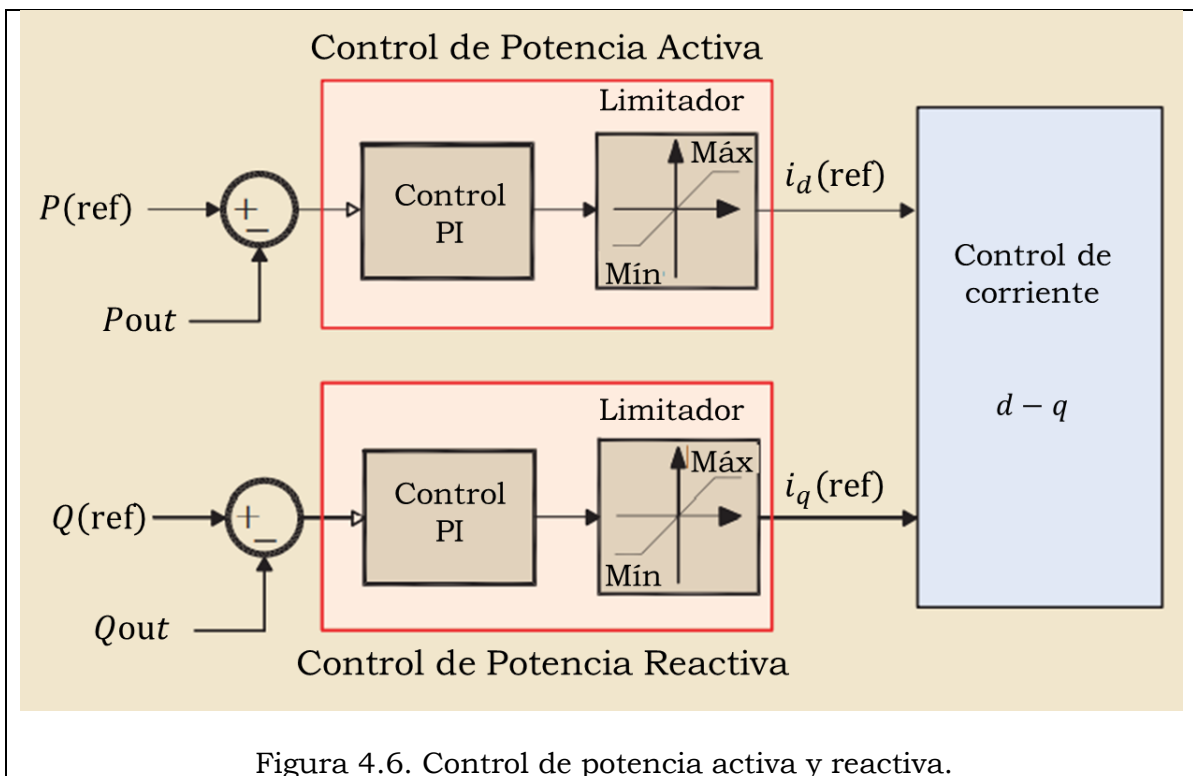 Control de Potencia Activa
Limitador
Máx
Control
PI
Mín
P(ref)
+
−
Pout
i_d(ref)
Control de
corriente
d − q
Limitador
Máx
Control
PI
Mín
Q(ref)
+
−
Qout
i_q(ref)
Control de Potencia Reactiva
Figura 4.6. Control de potencia activa y reactiva.